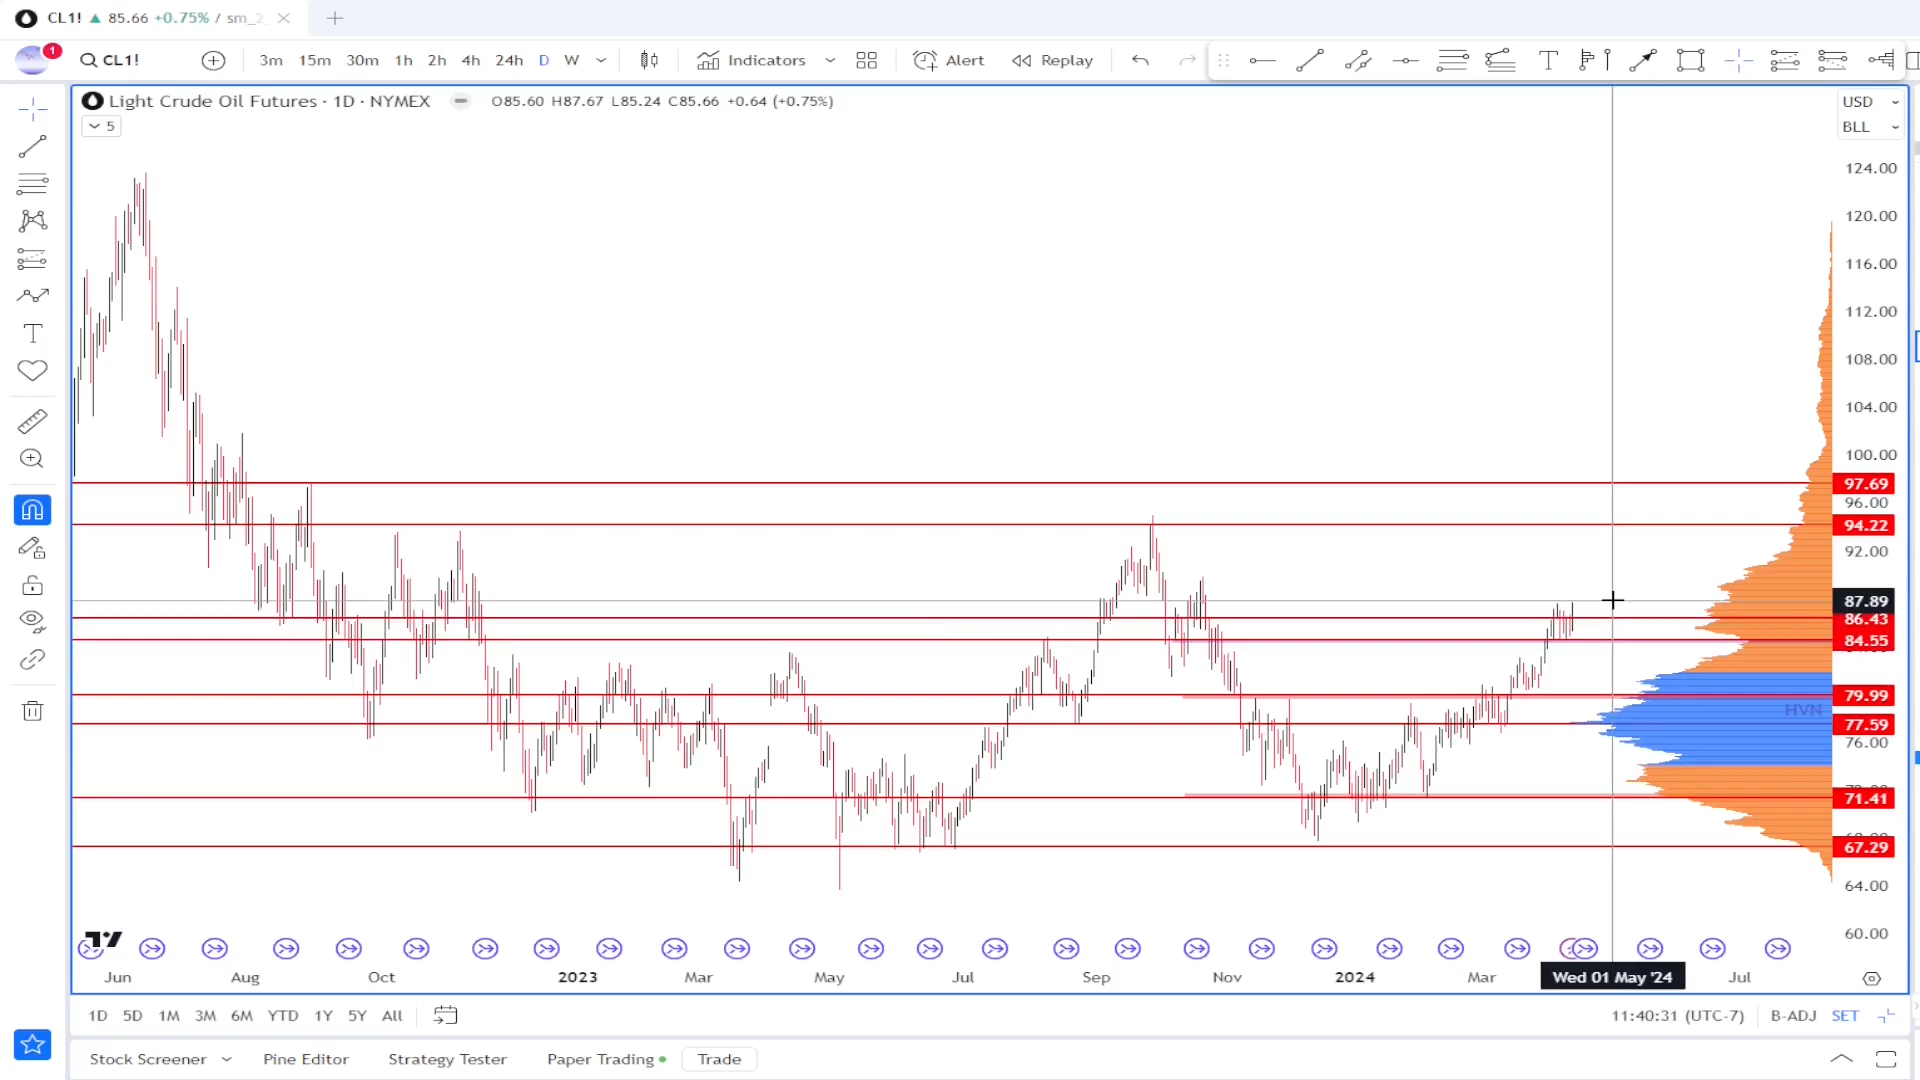 CL1! ▲ 85.66 +0.75% / sm_2
1
CL1!
3m 15m 30m 1h 2h 4h 24h D W
Indicators
Alert
Replay
Light Crude Oil Futures · 1D · NYMEX
O85.60 H87.67 L85.24 C85.66 +0.64 (+0.75%)
USD
BLL
5
124.00
120.00
116.00
112.00
108.00
104.00
100.00
97.69
96.00
94.22
92.00
87.89
86.43
84.55
79.99
HVN
77.59
76.00
71.41
67.29
64.00
60.00
Jun Aug Oct 2023 Mar May Jul Sep Nov 2024 Mar Wed 01 May '24 Jul
1D 5D 1M 3M 6M YTD 1Y 5Y All
11:40:31 (UTC-7) B-ADJ SET
Stock Screener Pine Editor Strategy Tester Paper Trading Trade